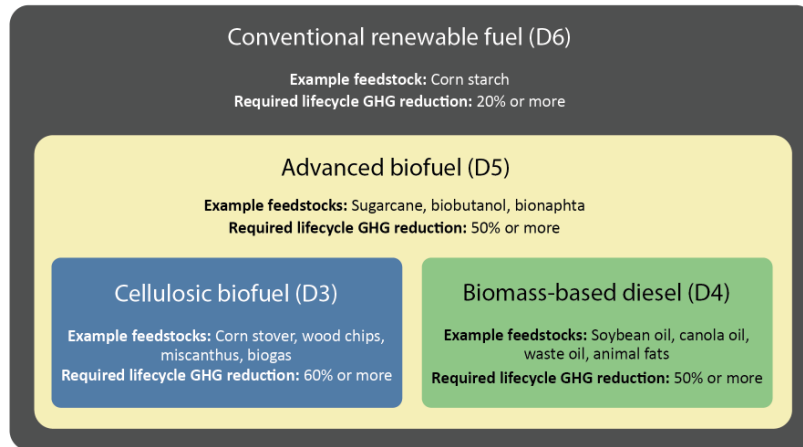 Conventional renewable fuel (D6)
Example feedstock: Corn starch
Required lifecycle GHG reduction: 20% or more
Advanced biofuel (D5)
Example feedstocks: Sugarcane, biobutanol, bionaphta
Required lifecycle GHG reduction: 50% or more
Cellulosic biofuel (D3)
Example feedstocks: Corn stover, wood chips,
miscanthus, biogas
Required lifecycle GHG reduction: 60% or more
Biomass-based diesel (D4)
Example feedstocks: Soybean oil, canola oil,
waste oil, animal fats
Required lifecycle GHG reduction: 50% or more